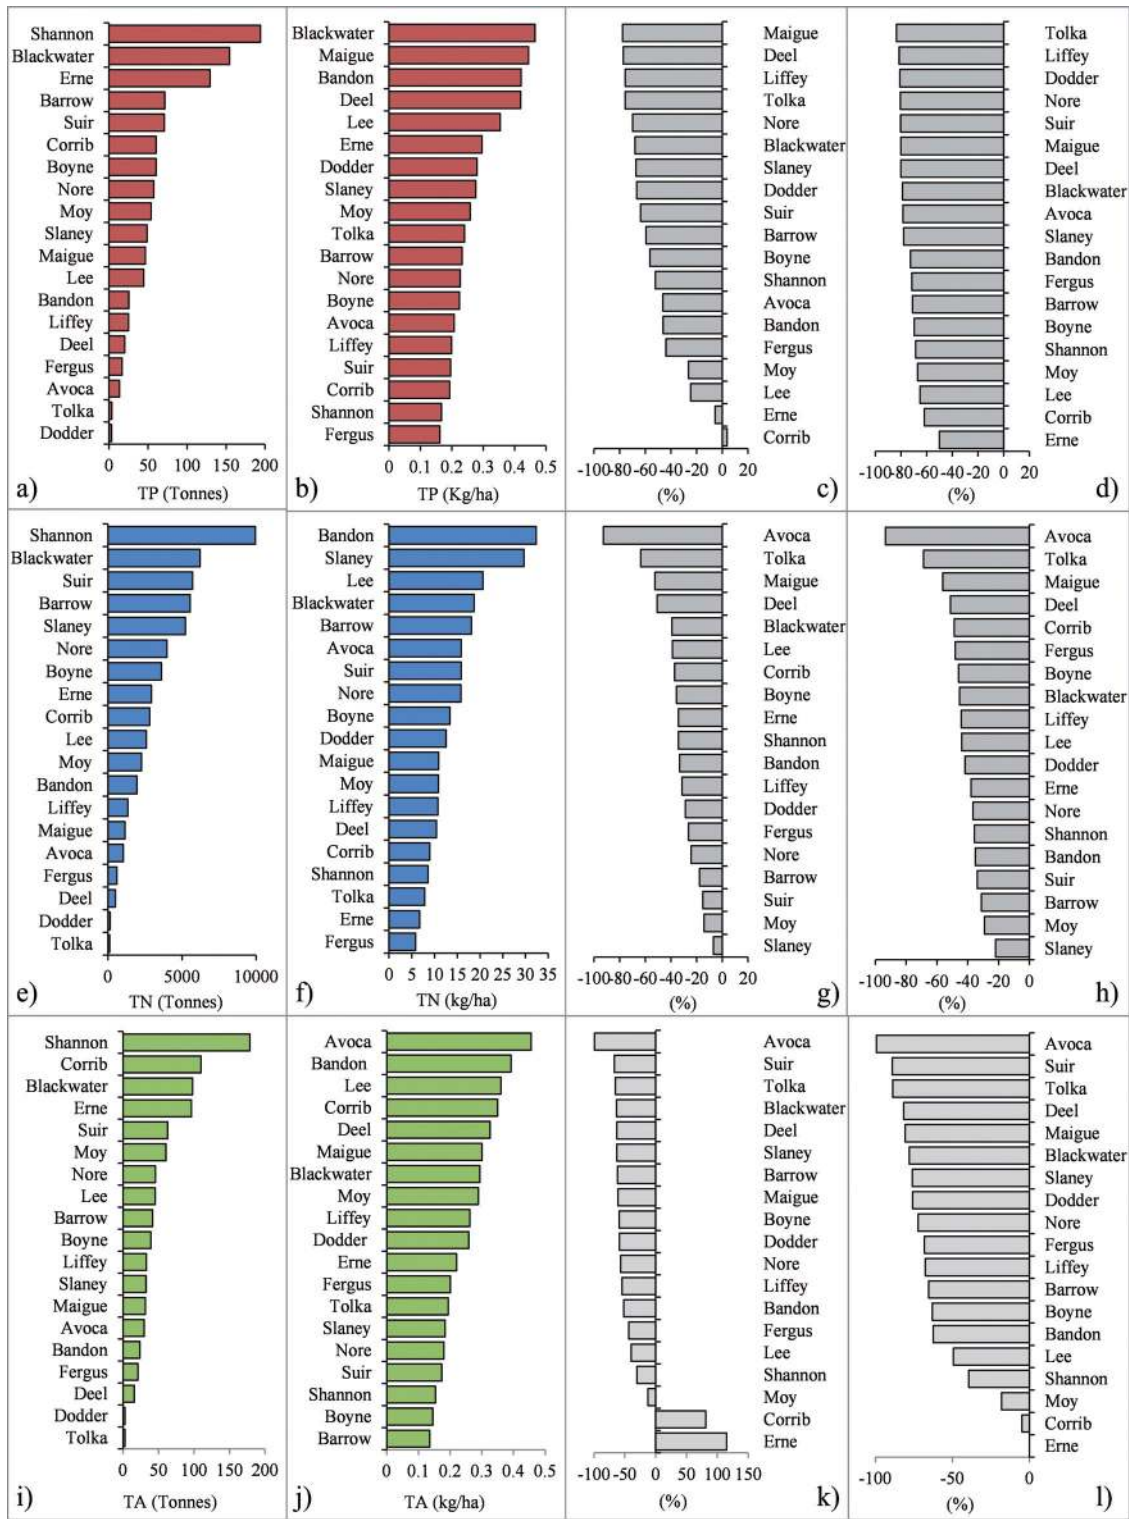 Shannon
Blackwater
Erne
Barrow
Suir
Corrib
Boyne
Nore
Moy
Slaney
Maigue
Lee
Bandon
Liffey
Deel
Fergus
Avoca
Tolka
Dodder
0 50 100 150 200
TP (Tonnes)
a)
Blackwater
Maigue
Bandon
Deel
Lee
Erne
Dodder
Slaney
Moy
Tolka
Barrow
Nore
Boyne
Avoca
Liffey
Suir
Corrib
Shannon
Fergus
0 0.1 0.2 0.3 0.4 0.5
TP (Kg/ha)
b)
Maigue
Deel
Liffey
Tolka
Nore
Blackwater
Slaney
Dodder
Suir
Barrow
Boyne
Shannon
Avoca
Bandon
Fergus
Moy
Lee
Erne
Corrib
-100 -80 -60 -40 -20 0 20
(%)
c)
Tolka
Liffey
Dodder
Nore
Suir
Maigue
Deel
Blackwater
Avoca
Slaney
Bandon
Fergus
Barrow
Boyne
Shannon
Moy
Lee
Corrib
Erne
-100 -80 -60 -40 -20 0 20
(%)
d)
Shannon
Blackwater
Suir
Barrow
Slaney
Nore
Boyne
Erne
Corrib
Lee
Moy
Bandon
Liffey
Maigue
Avoca
Fergus
Deel
Dodder
Tolka
0 5000 10000
TN (Tonnes)
e)
Bandon
Slaney
Lee
Blackwater
Barrow
Avoca
Suir
Nore
Boyne
Dodder
Maigue
Moy
Liffey
Deel
Corrib
Shannon
Tolka
Erne
Fergus
0 5 10 15 20 25 30 35
TN (kg/ha)
f)
Avoca
Tolka
Maigue
Deel
Blackwater
Lee
Corrib
Boyne
Erne
Shannon
Bandon
Liffey
Dodder
Fergus
Nore
Barrow
Suir
Moy
Slaney
-100 -80 -60 -40 -20 0 20
(%)
g)
Avoca
Tolka
Maigue
Deel
Corrib
Fergus
Boyne
Blackwater
Liffey
Lee
Dodder
Erne
Nore
Shannon
Bandon
Suir
Barrow
Moy
Slaney
-100 -80 -60 -40 -20 0
(%)
h)
Shannon
Corrib
Blackwater
Erne
Suir
Moy
Nore
Lee
Barrow
Boyne
Liffey
Slaney
Maigue
Avoca
Bandon
Fergus
Deel
Dodder
Tolka
0 50 100 150 200
TA (Tonnes)
i)
Avoca
Bandon
Lee
Corrib
Deel
Maigue
Blackwater
Moy
Liffey
Dodder
Erne
Fergus
Tolka
Slaney
Nore
Suir
Shannon
Boyne
Barrow
0 0.1 0.2 0.3 0.4 0.5
TA (kg/ha)
j)
Avoca
Suir
Tolka
Blackwater
Deel
Slaney
Barrow
Maigue
Boyne
Dodder
Nore
Liffey
Bandon
Fergus
Lee
Shannon
Moy
Corrib
Erne
-100 -50 0 50 100 150
(%)
k)
Avoca
Suir
Tolka
Deel
Maigue
Blackwater
Slaney
Dodder
Nore
Fergus
Liffey
Barrow
Boyne
Bandon
Lee
Shannon
Moy
Corrib
Erne
-100 -50 0
(%)
l)